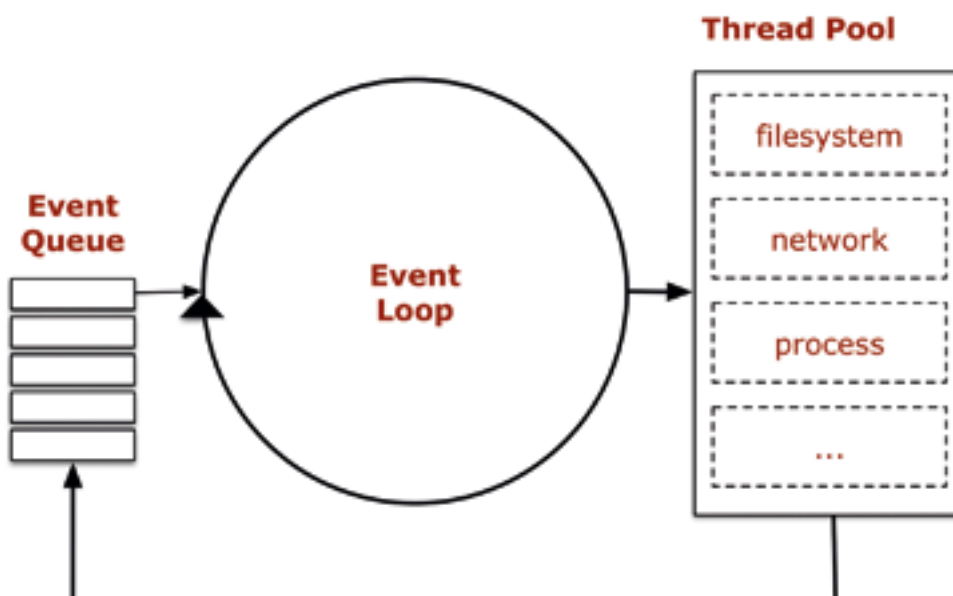 Thread Pool
filesystem
Event
Queue
network
Event
Loop
process
...